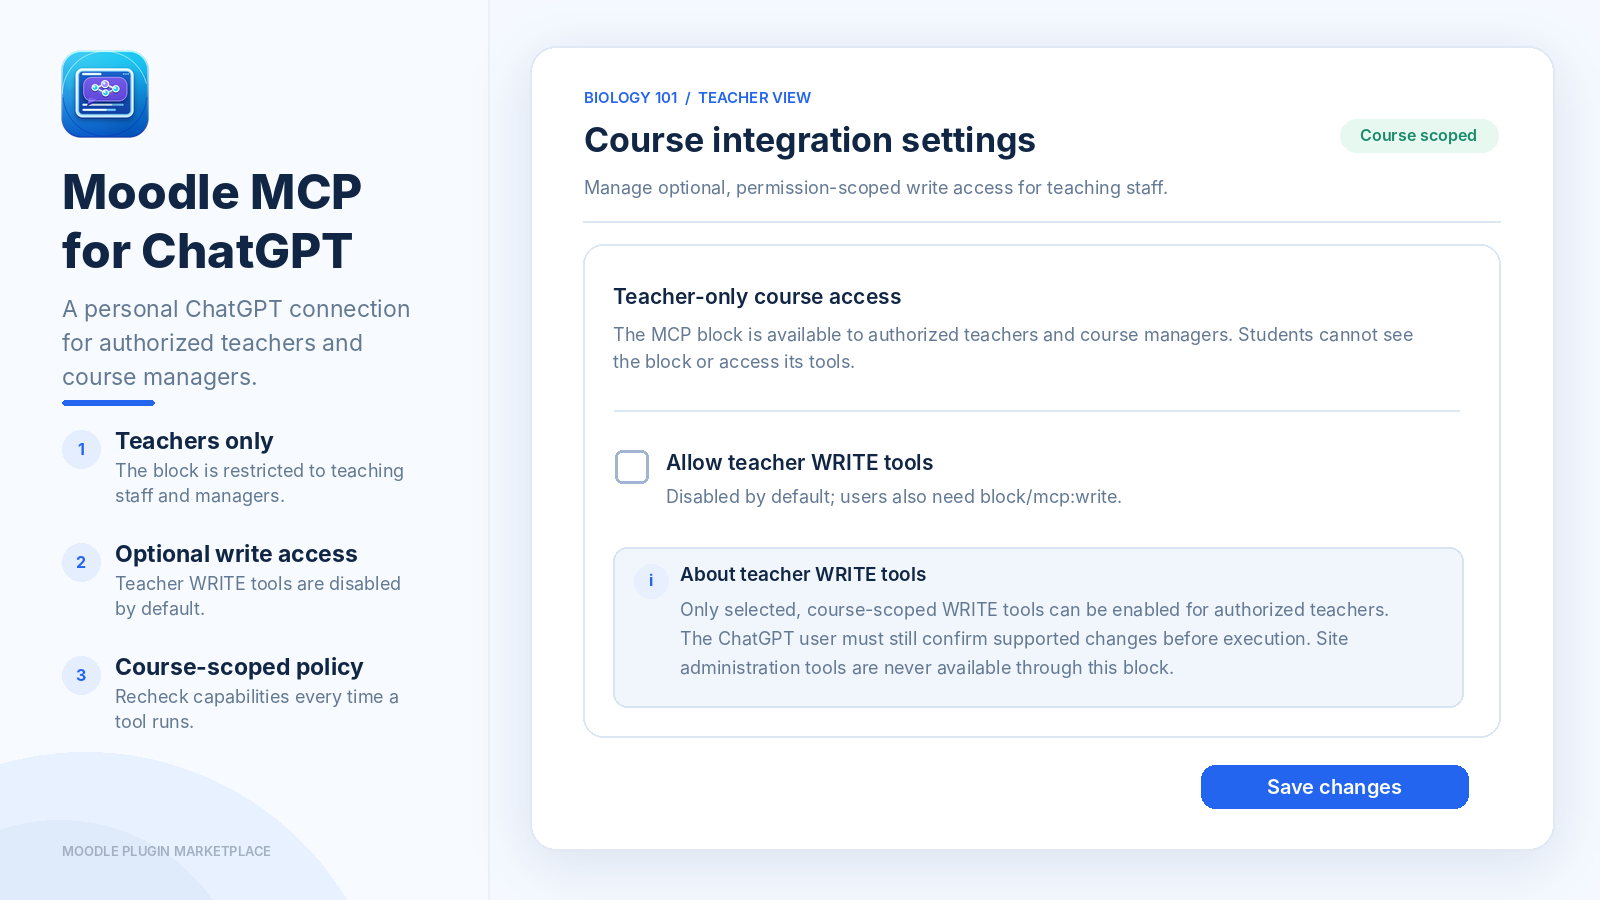 Moodle MCP
for ChatGPT
A personal ChatGPT connection
for authorized teachers and
course managers.
1
Teachers only
The block is restricted to teaching
staff and managers.
2
Optional write access
Teacher WRITE tools are disabled
by default.
3
Course-scoped policy
Recheck capabilities every time a
tool runs.
MOODLE PLUGIN MARKETPLACE
BIOLOGY 101 / TEACHER VIEW
Course integration settings
Course scoped
Manage optional, permission-scoped write access for teaching staff.
Teacher-only course access
The MCP block is available to authorized teachers and course managers. Students cannot see
the block or access its tools.
Allow teacher WRITE tools
Disabled by default; users also need block/mcp:write.
i
About teacher WRITE tools
Only selected, course-scoped WRITE tools can be enabled for authorized teachers.
The ChatGPT user must still confirm supported changes before execution. Site
administration tools are never available through this block.
Save changes